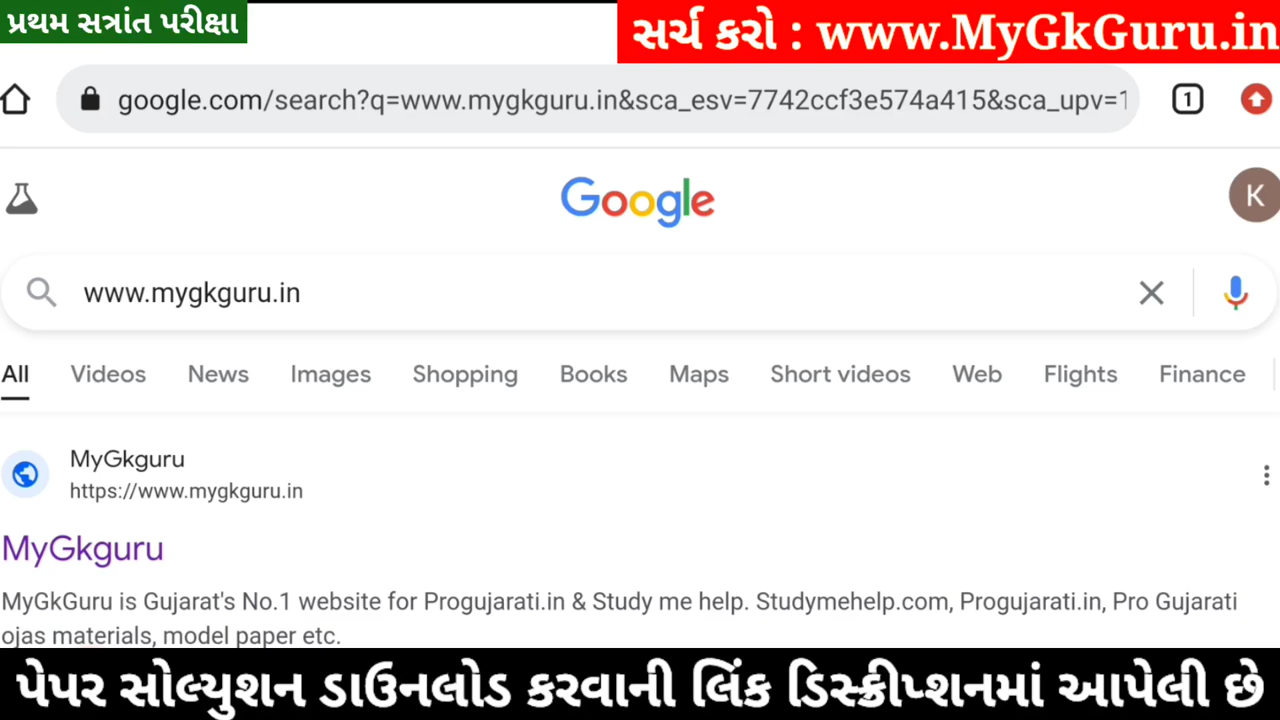 પ્રથમ સત્રાંત પરીક્ષા
સર્ચ કરો : www.MyGkGuru.in
google.com/search?q=www.mygkguru.in&sca_esv=7742ccf3e574a415&sca_upv=1
1
Google
K
www.mygkguru.in
All Videos News Images Shopping Books Maps Short videos Web Flights Finance
MyGkguru
https://www.mygkguru.in
MyGkguru
MyGkGuru is Gujarat's No.1 website for Progujarati.in & Study me help. Studymehelp.com, Progujarati.in, Pro Gujarati
ojas materials, model paper etc.
પેપર સોલ્યુશન ડાઉનલોડ કરવાની લિંક ડિસ્ક્રીપ્શનમાં આપેલી છે